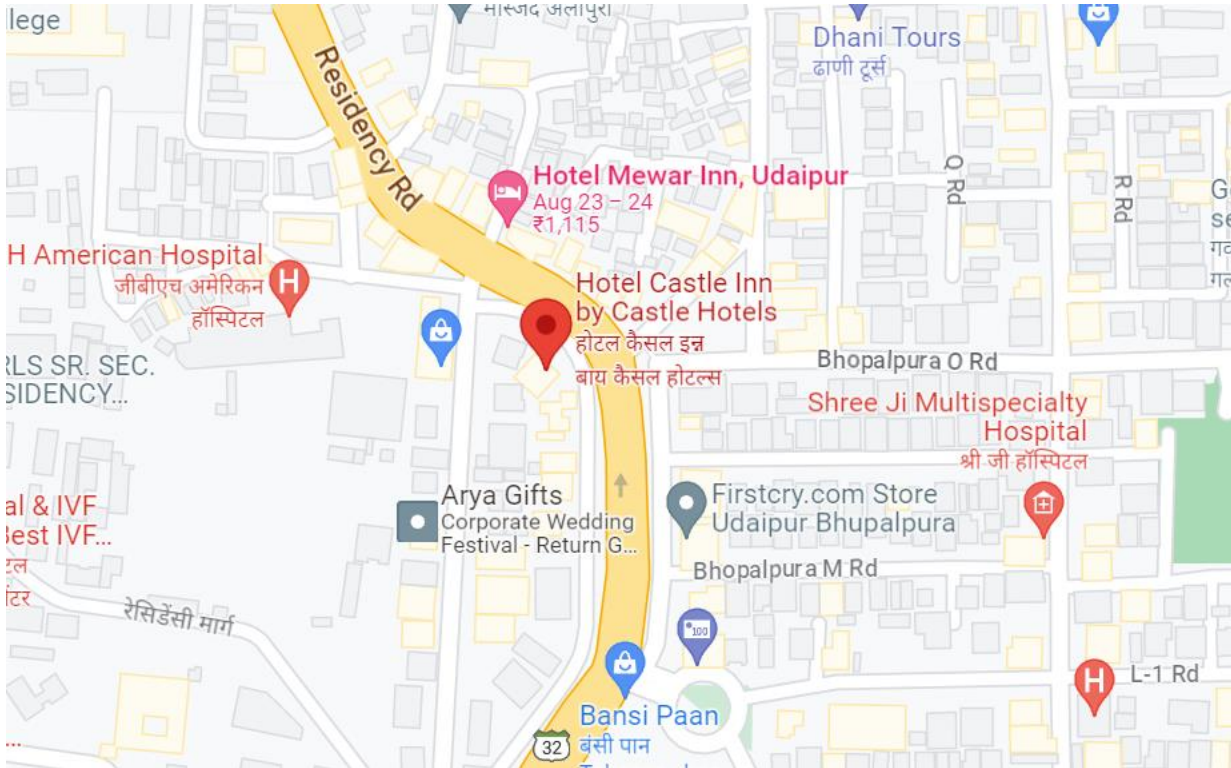 llege
मस्जिद अलीपुरा
Dhani Tours
ढाणी टूर्स
Residency Rd
Hotel Mewar Inn, Udaipur
Aug 23 – 24
₹1,115
Q Rd
R Rd
H American Hospital
जीबीएच अमेरिकन
हॉस्पिटल
Hotel Castle Inn
by Castle Hotels
होटल कैसल इन्न
बाय कैसल होटल्स
RLS SR. SEC.
SIDENCY...
Bhopalpura O Rd
Shree Ji Multispecialty
Hospital
श्री जी हॉस्पिटल
Arya Gifts
Corporate Wedding
Festival - Return G...
Firstcry.com Store
Udaipur Bhupalpura
al & IVF
Best IVF...
Bhopalpura M Rd
रेसिडेंसी मार्ग
100
L-1 Rd
Bansi Paan
बंसी पान
32